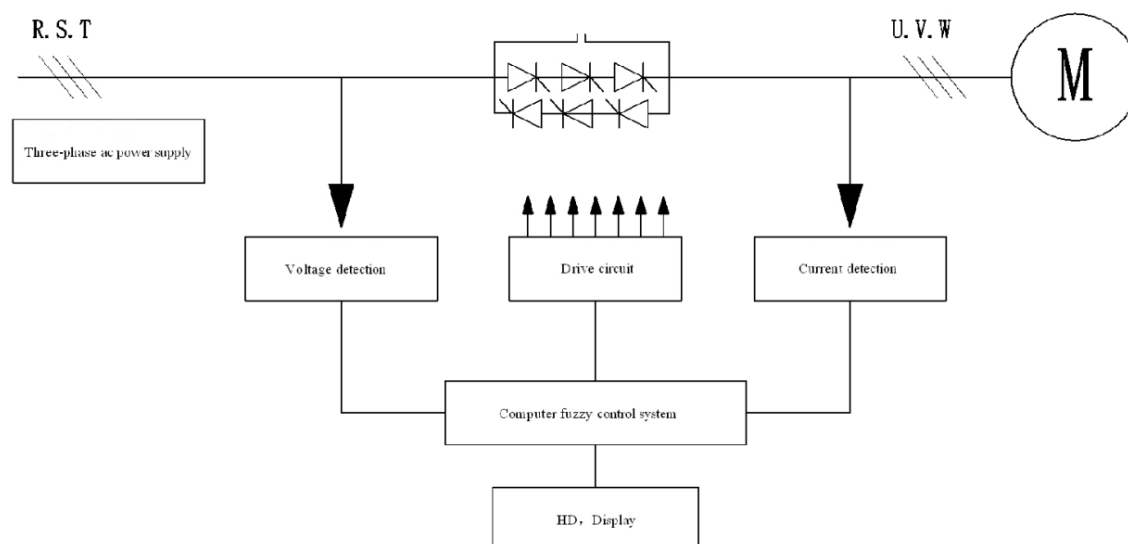 R.S.T
U.V.W
M
Three-phase ac power supply
Voltage detection
Drive circuit
Current detection
Computer fuzzy control system
HD，Display